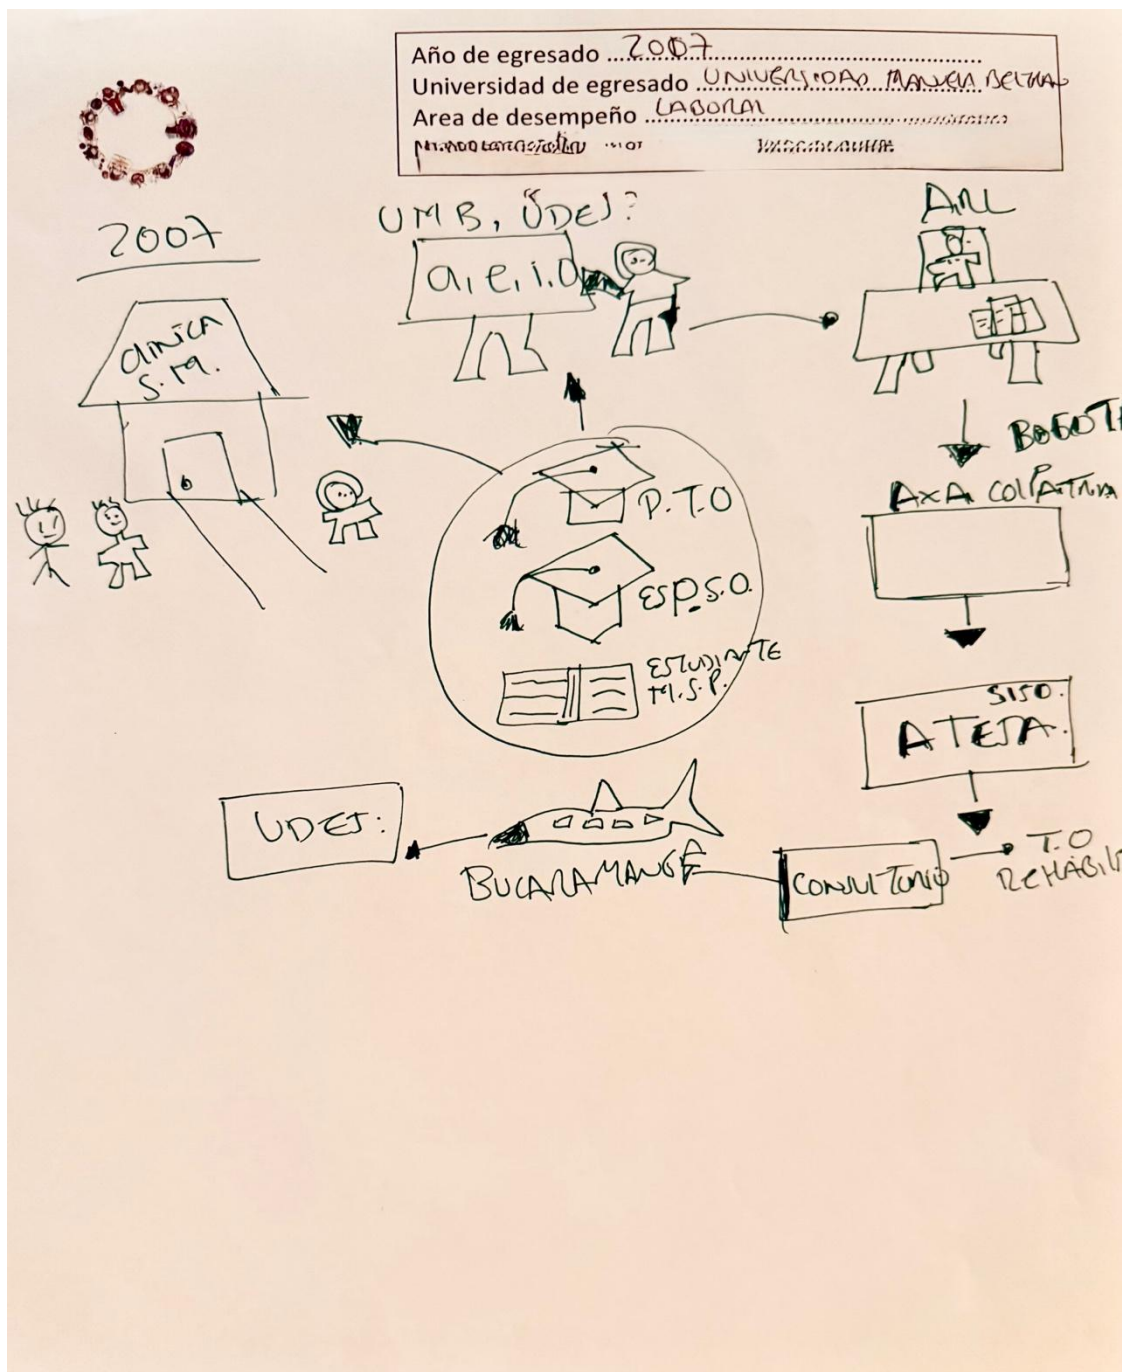 Año de egresado 2007
Universidad de egresado UNIVERSIDAD MANUELA BELTRAN
Area de desempeño LABORAL
2007
UMB, UDES?
ARL
a, e, i, o
CLINICA
S.M.
BOGOTA
P.T.O
AXA COLPATRIA
ESP.S.O.
ESTUDIANTE
M.S.P.
SISO.
ATESA.
UDES:
BUCARAMANGA
CONSULTORIO
T.O
REHABILI